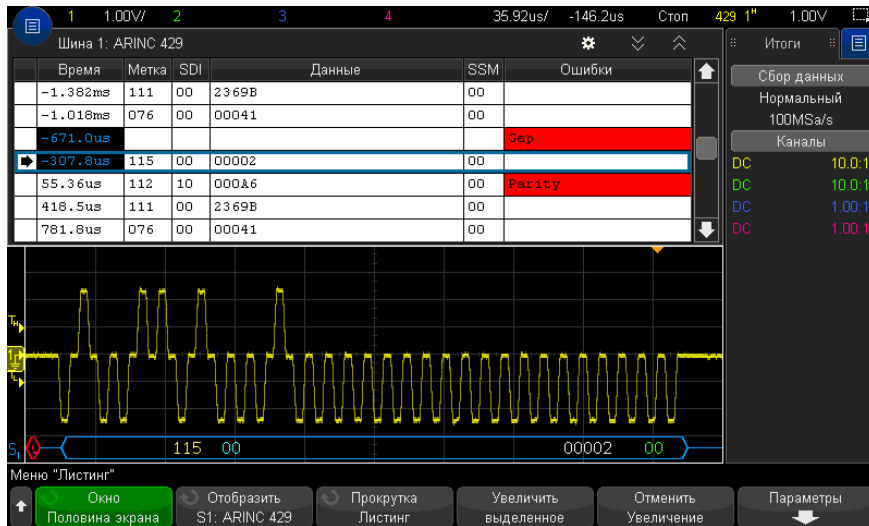 1 1.00V/ 2 3 4 35.92us/ -146.2us Стоп 429 1ᴴ 1.00V
Шина 1: ARINC 429
Время Метка SDI Данные SSM Ошибки
-1.382ms 111 00 2369B 00
-1.018ms 076 00 00041 00
-671.0us Gap
-307.8us 115 00 00002 00
55.36us 112 10 000A6 00 Parity
418.5us 111 00 2369B 00
781.8us 076 00 00041 00
Итоги
Сбор данных
Нормальный
100MSa/s
Каналы
DC 10.0:1
DC 10.0:1
DC 1.00:1
DC 1.00:1
Tн
1
TL
S₁ 115 00 00002 00
Меню "Листинг"
Окно Отобразить Прокрутка Увеличить Отменить Параметры
Половина экрана S1: ARINC 429 Листинг выделенное Увеличение